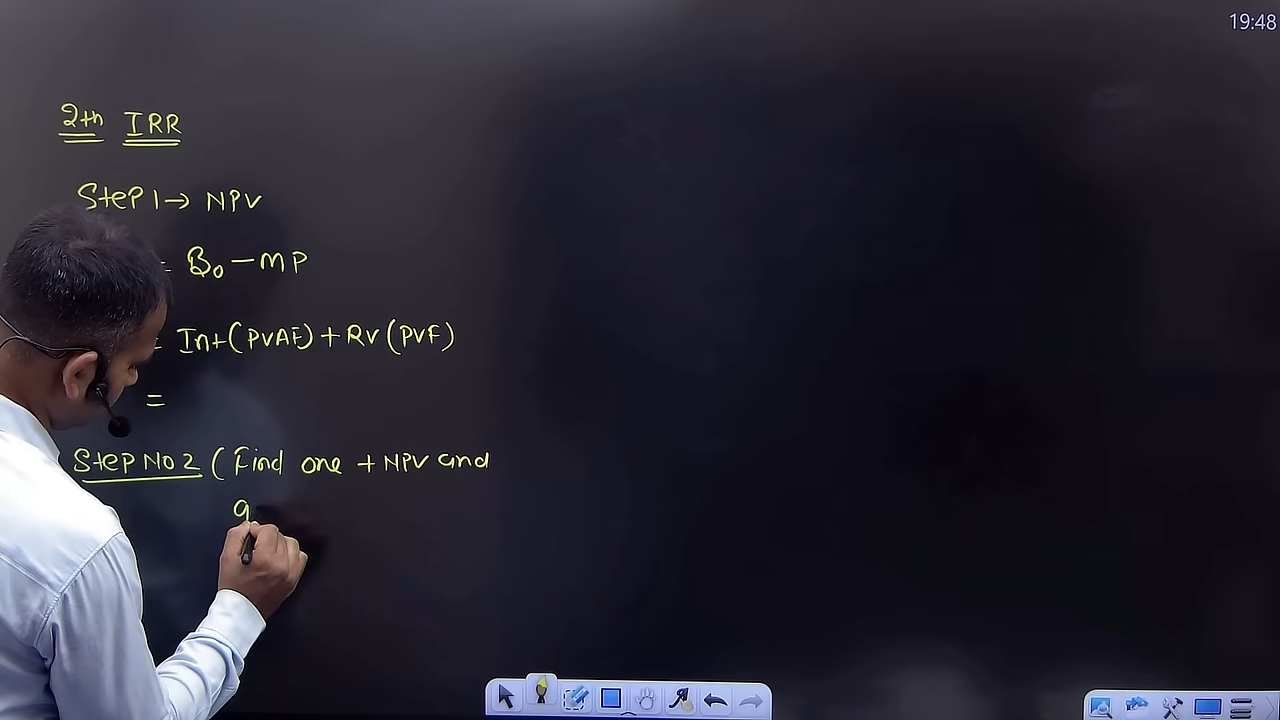 19:48
2th IRR
Step 1 → NPV
= B₀ - MP
= Int (PVAF) + RV (PVF)
=
Step No 2 (Find one + NPV and
a